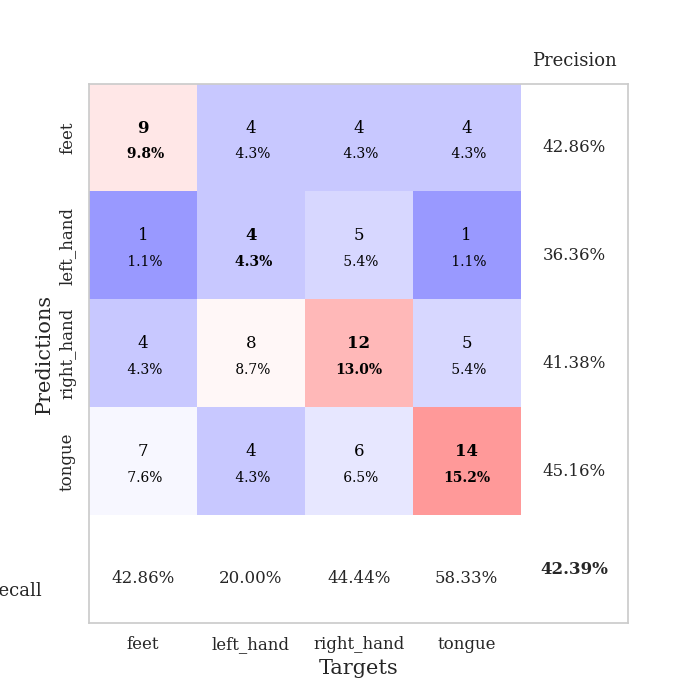 Precision
feet
9 4 4 4 42.86%
9.8% 4.3% 4.3% 4.3%
left_hand
1 4 5 1 36.36%
1.1% 4.3% 5.4% 1.1%
Predictions
right_hand
4 8 12 5 41.38%
4.3% 8.7% 13.0% 5.4%
tongue
7 4 6 14 45.16%
7.6% 4.3% 6.5% 15.2%
ecall 42.86% 20.00% 44.44% 58.33% 42.39%
feet left_hand right_hand tongue
Targets